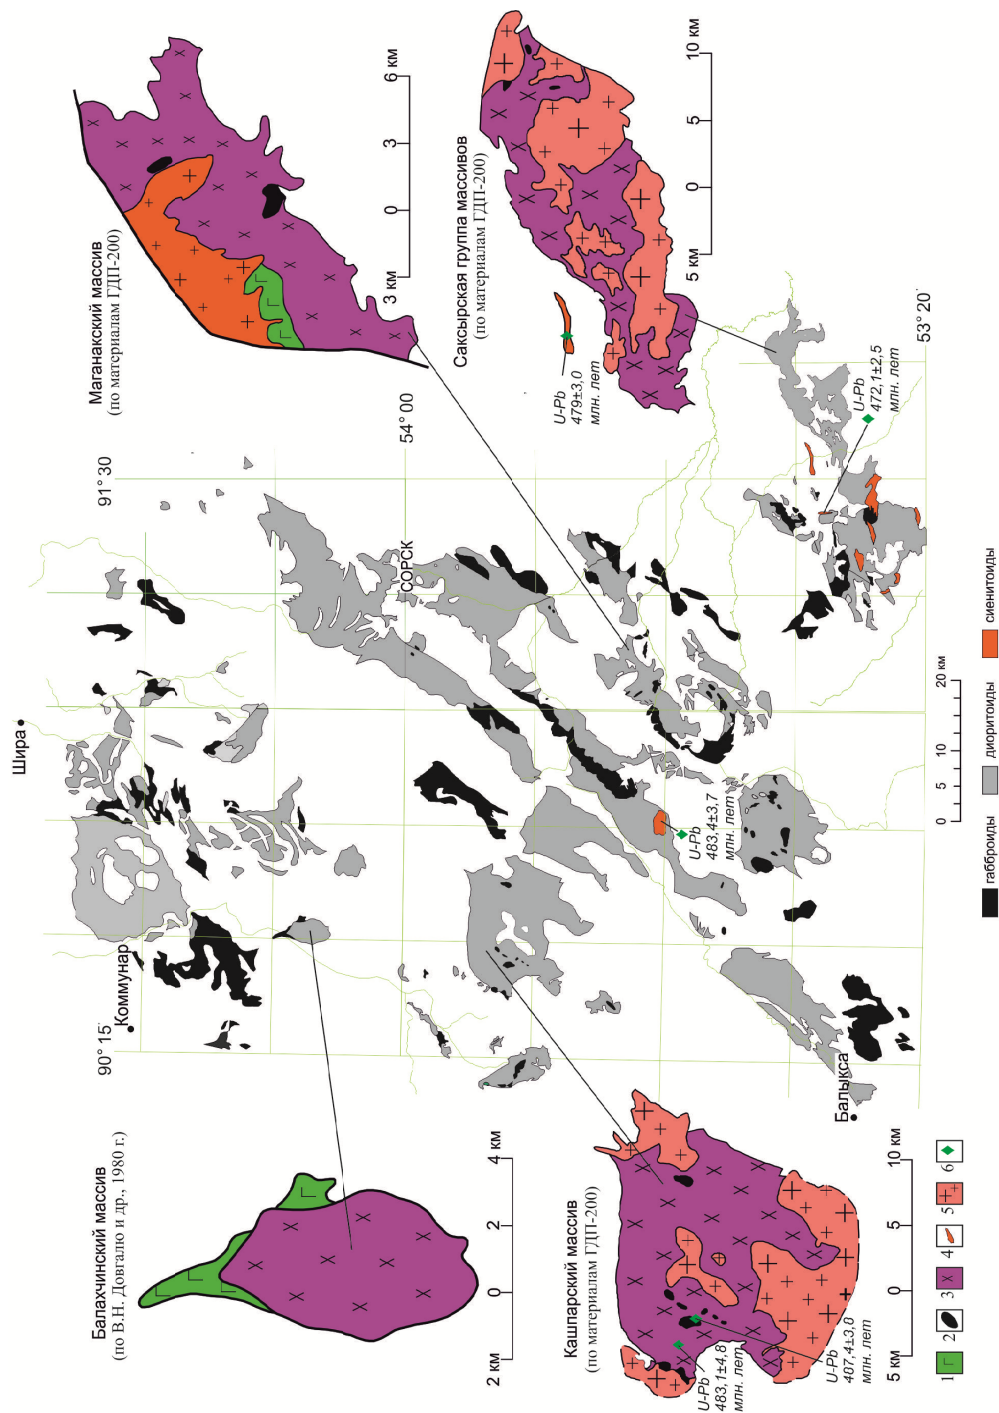 Балахчинский массив
(по В.Н. Довгалю и др., 1980 г.)
2 км
0
2
4 км
Маганакский массив
(по материалам ГДП-200)
3 км
0
3
6 км
Кашпарский массив
(по материалам ГДП-200)
U-Pb
483,1±4,8
млн. лет
U-Pb
407,4±3,0
млн. лет
5 км
0
5
10 км
Саксырская группа массивов
(по материалам ГДП-200)
U-Pb
479±3,0
млн. лет
5 км
0
5
10 км
90° 15'
91° 30
54° 00
53° 20'
Коммунар
Шира
СОРСК
Балыкса
U-Pb
483,4±3,7
млн. лет
U-Pb
472,1±2,5
млн. лет
0
5
10
20 км
1
2
3
4
5
6
габброиды
диоритоиды
сиенитоиды